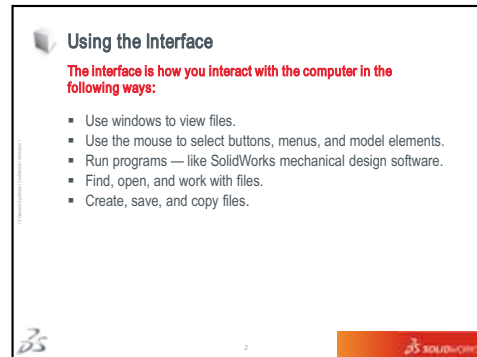 Using the Interface
The interface is how you interact with the computer in the
following ways:
▪ Use windows to view files.
▪ Use the mouse to select buttons, menus, and model elements.
▪ Run programs — like SolidWorks mechanical design software.
▪ Find, open, and work with files.
▪ Create, save, and copy files.
2